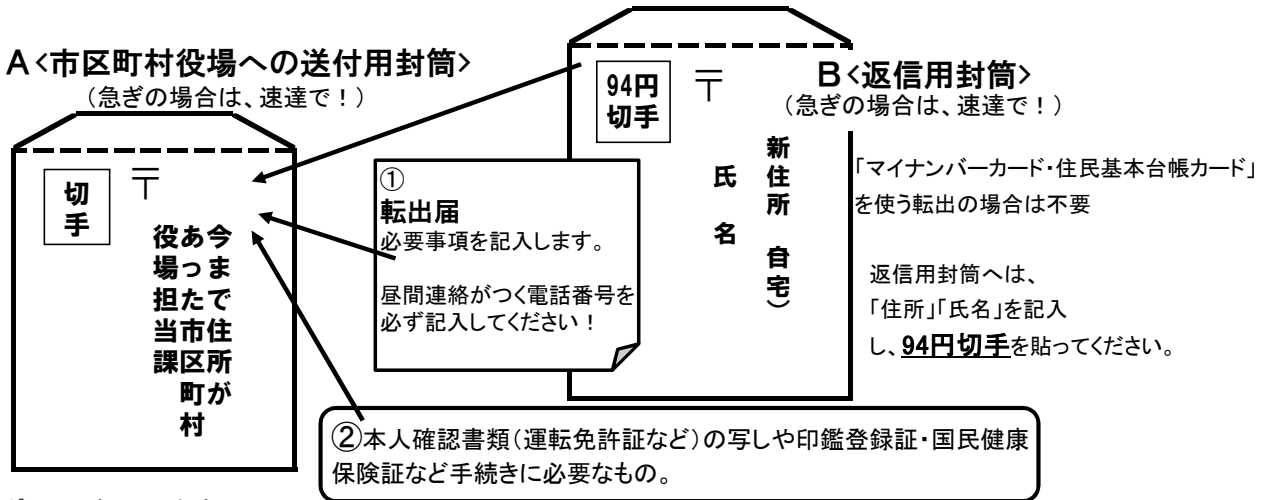 A<市区町村役場への送付用封筒>
(急ぎの場合は、速達で！)
切手
〒
今まで住所が
あった市区町村
役場担当課
94円
切手
〒
新住所 自宅）
氏名
B<返信用封筒>
(急ぎの場合は、速達で！)
「マイナンバーカード・住民基本台帳カード」
を使う転出の場合は不要
返信用封筒へは、
「住所」「氏名」を記入
し、94円切手を貼ってください。
①
転出届
必要事項を記入します。
昼間連絡がつく電話番号を
必ず記入してください！
②本人確認書類(運転免許証など)の写しや印鑑登録証・国民健康
保険証など手続きに必要なもの。